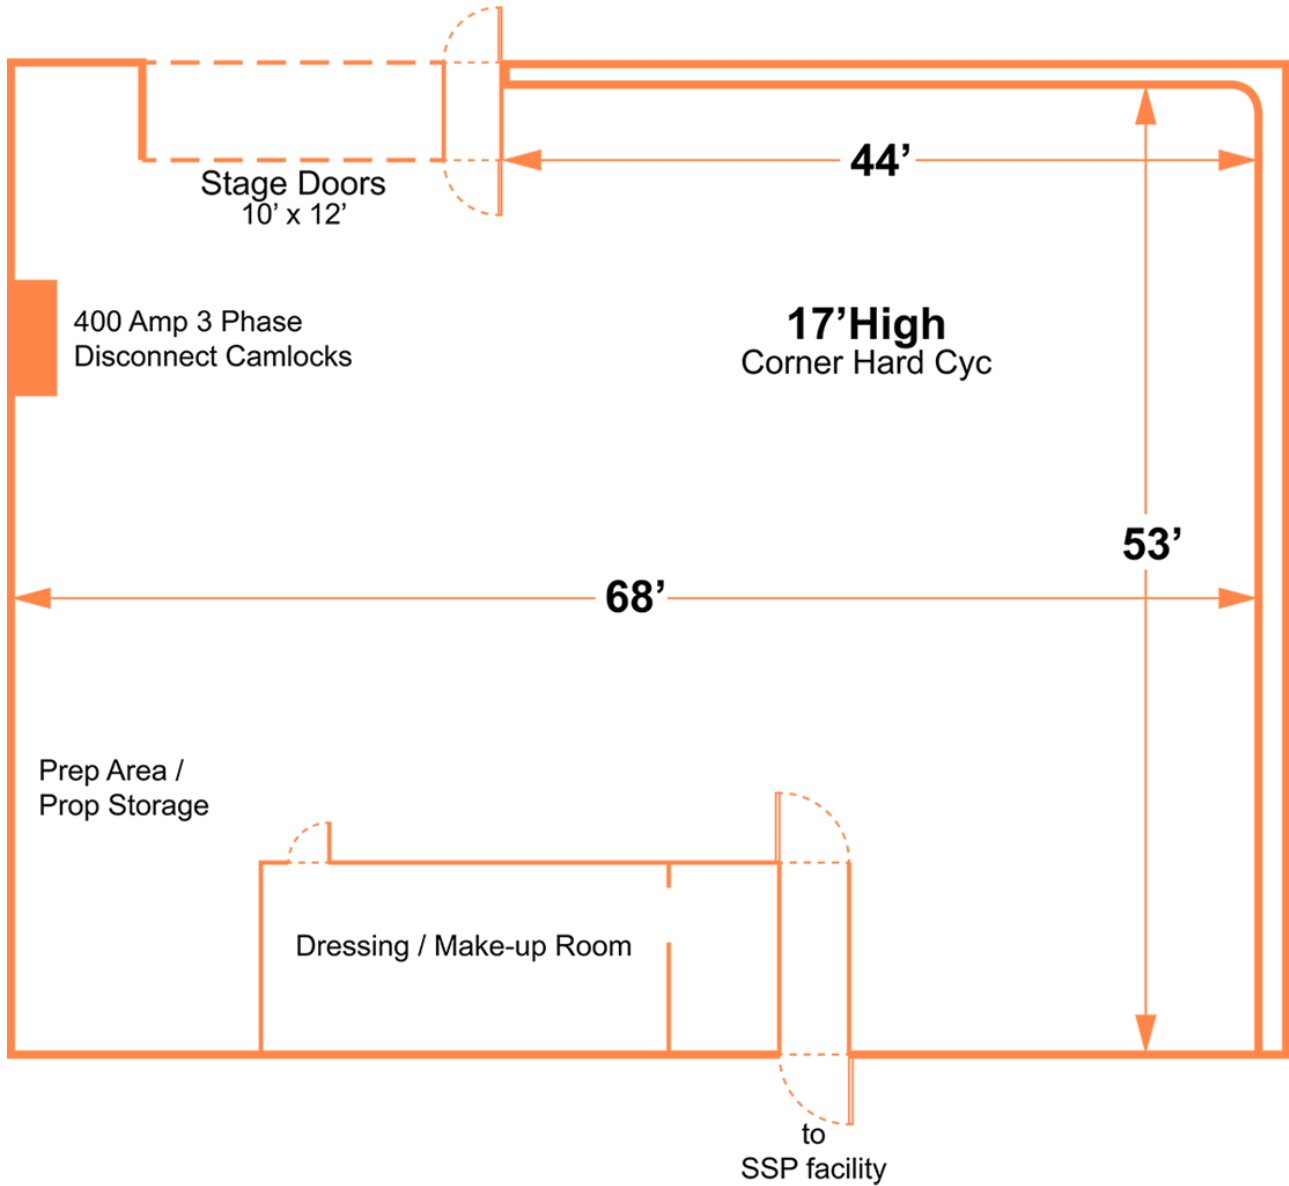 44’
Stage Doors
10’ x 12’
400 Amp 3 Phase
Disconnect Camlocks
17’High
Corner Hard Cyc
53’
68’
Prep Area /
Prop Storage
Dressing / Make-up Room
to
SSP facility